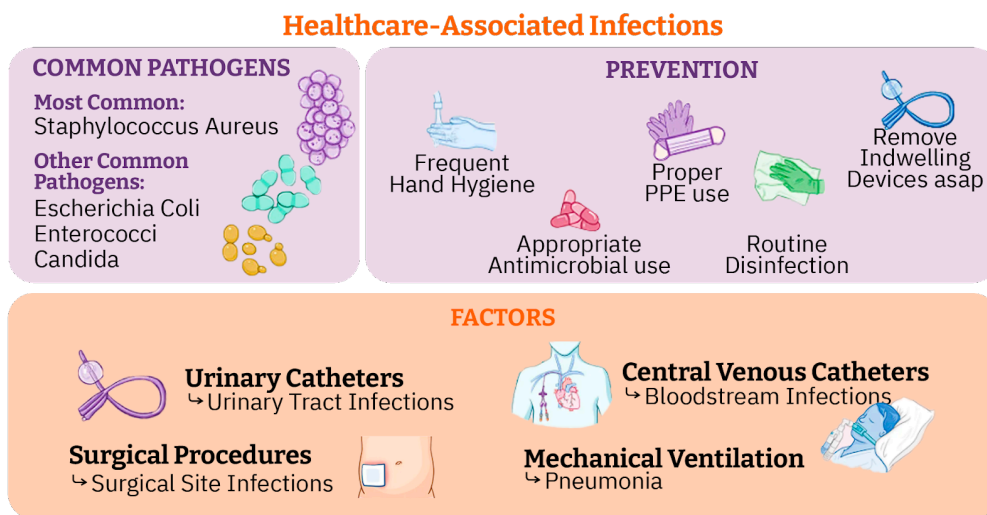 Healthcare-Associated Infections
COMMON PATHOGENS
Most Common:
Staphylococcus Aureus
Other Common
Pathogens:
Escherichia Coli
Enterococci
Candida
PREVENTION
Frequent
Hand Hygiene
Appropriate
Antimicrobial use
Proper
PPE use
Routine
Disinfection
Remove
Indwelling
Devices asap
FACTORS
Urinary Catheters
↳ Urinary Tract Infections
Central Venous Catheters
↳ Bloodstream Infections
Surgical Procedures
↳ Surgical Site Infections
Mechanical Ventilation
↳ Pneumonia